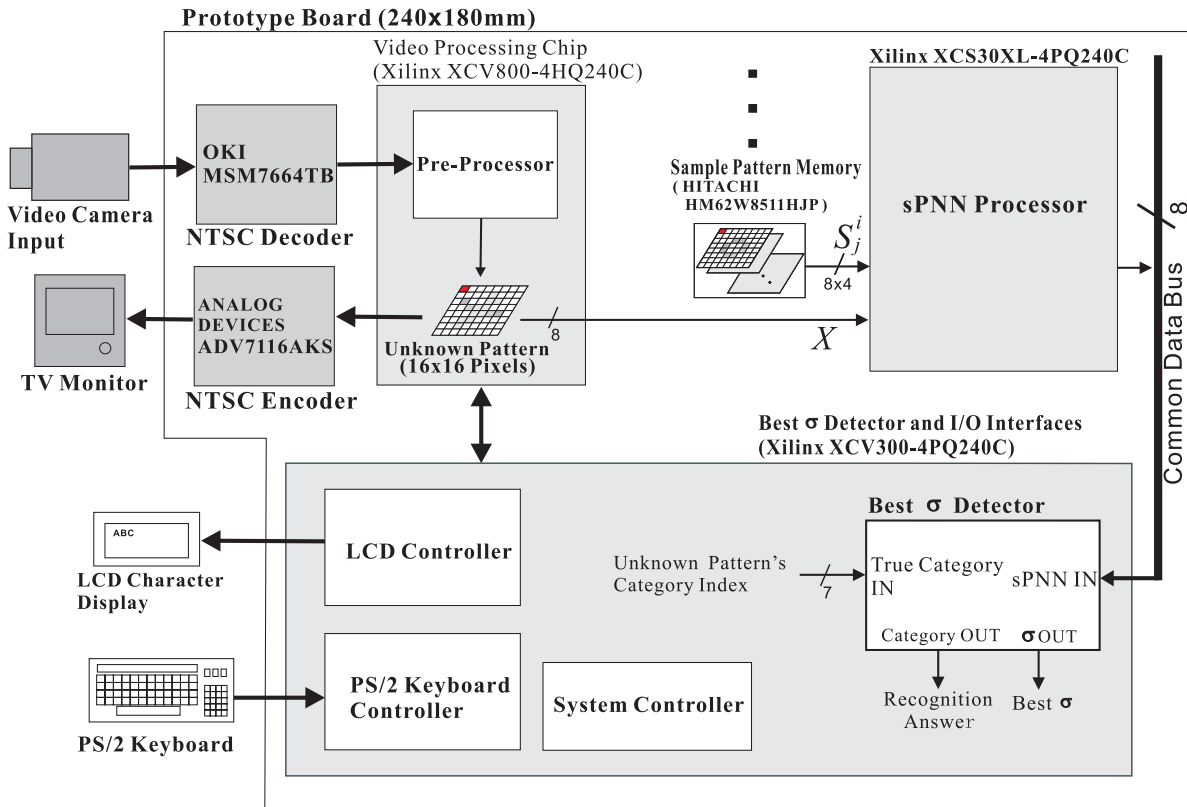 Prototype Board (240x180mm)
Video Processing Chip
(Xilinx XCV800-4HQ240C)
Xilinx XCS30XL-4PQ240C
OKI
MSM7664TB
NTSC Decoder
Pre-Processor
Video Camera
Input
Sample Pattern Memory
( HITACHI
HM62W8511HJP )
S_j^i
8x4
sPNN Processor
8
Common Data Bus
ANALOG
DEVICES
ADV7116AKS
NTSC Encoder
TV Monitor
Unknown Pattern
(16x16 Pixels)
8
X
Best σ Detector and I/O Interfaces
(Xilinx XCV300-4PQ240C)
LCD Controller
ABC
LCD Character
Display
Best σ Detector
Unknown Pattern's
Category Index
7
True Category
IN
sPNN IN
Category OUT
σ OUT
Recognition
Answer
Best σ
PS/2 Keyboard
Controller
System Controller
PS/2 Keyboard